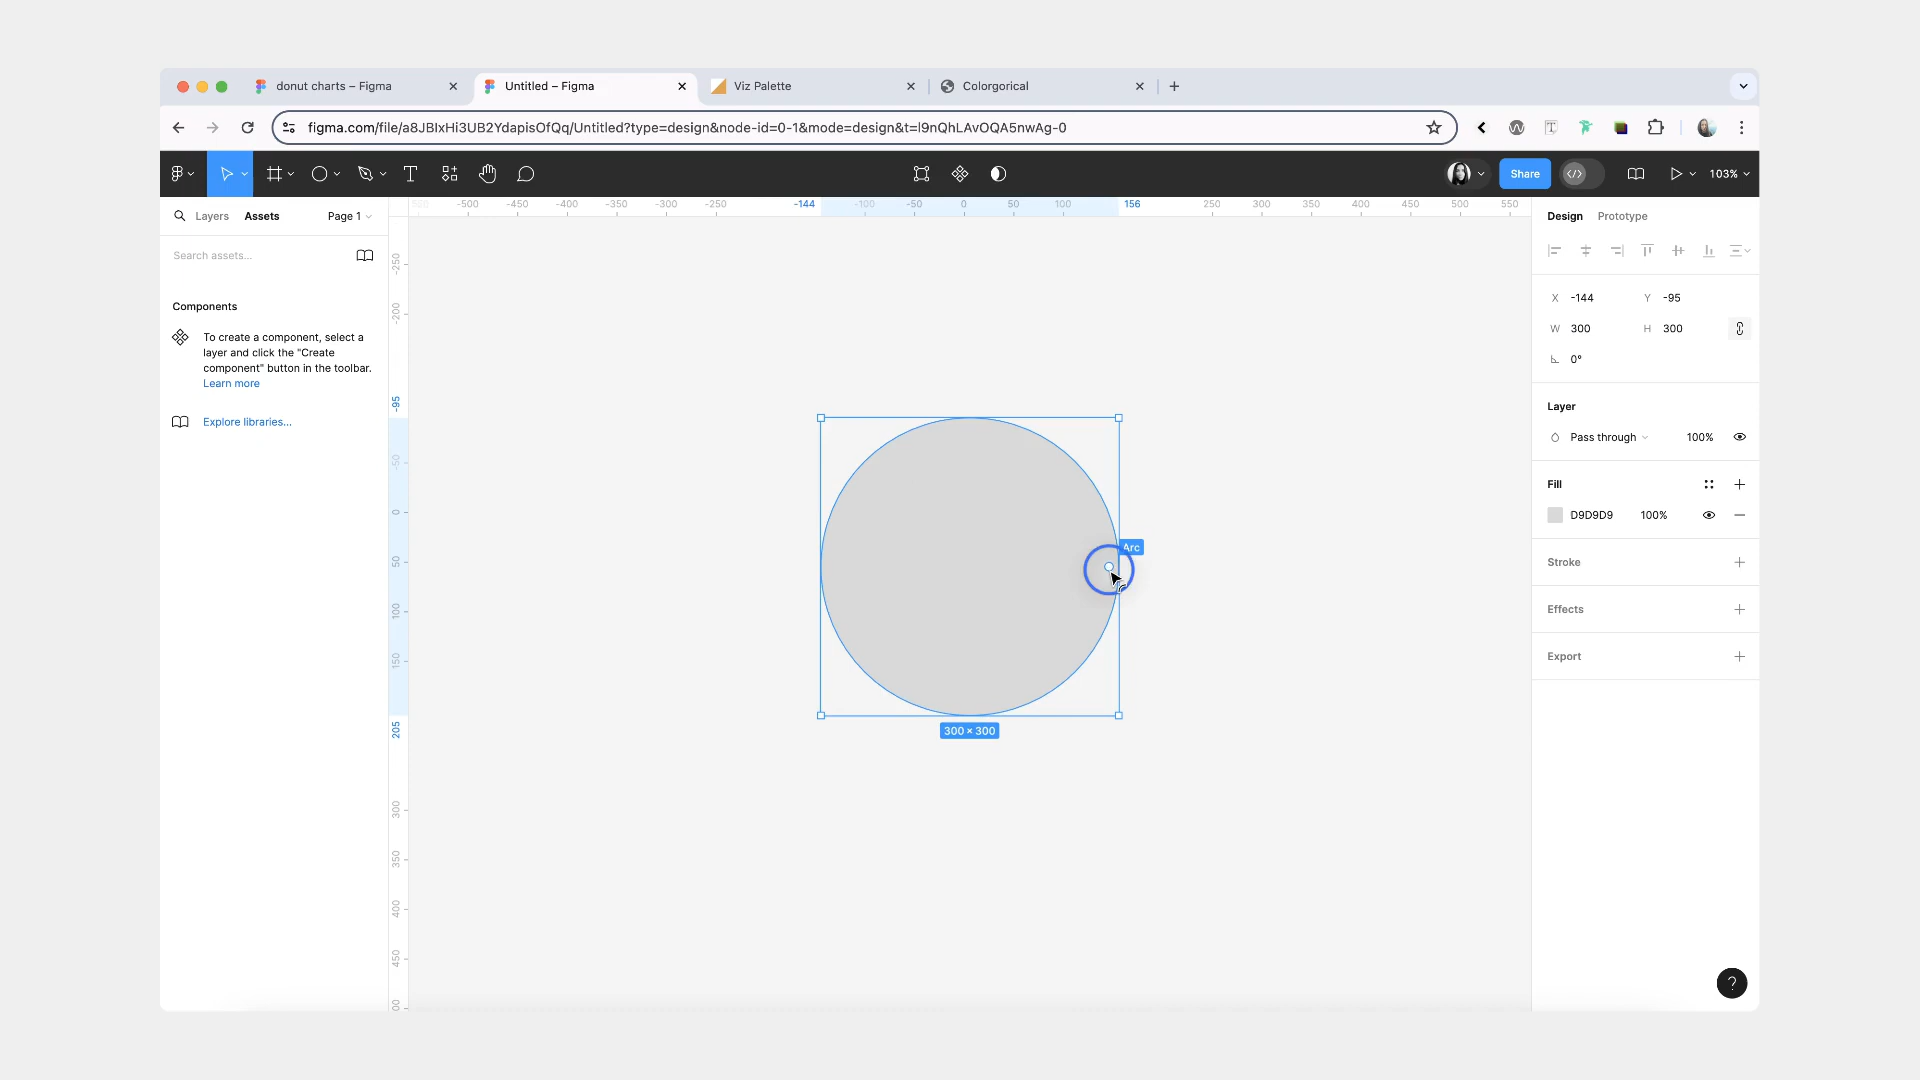 donut charts – Figma
Untitled – Figma
Viz Palette
Colorgorical
figma.com/file/a8JBIxHi3UB2YdapisOfQq/Untitled?type=design&node-id=0-1&mode=design&t=l9nQhLAvOQA5nwAg-0
Share
103%
Layers
Assets
Page 1
-500
-450
-400
-350
-300
-250
-144
-100
-50
0
50
100
156
250
300
350
400
450
500
550
Design
Prototype
Search assets...
Components
To create a component, select a
layer and click the "Create
component" button in the toolbar.
Learn more
Explore libraries...
-250
-200
-95
-50
0
50
100
150
205
300
350
400
450
Arc
300 × 300
X -144
Y -95
W 300
H 300
0°
Layer
Pass through
100%
Fill
D9D9D9
100%
Stroke
Effects
Export
?